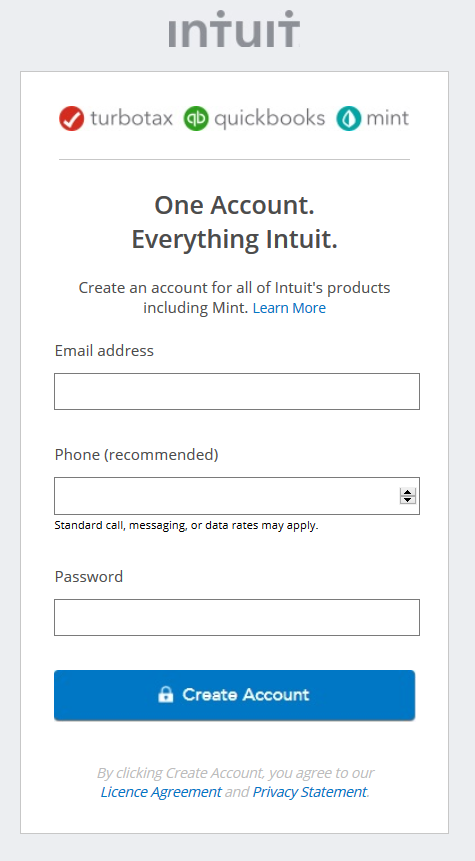 intuit
turbotax qb quickbooks mint
One Account.
Everything Intuit.
Create an account for all of Intuit's products
including Mint. Learn More
Email address
Phone (recommended)
Standard call, messaging, or data rates may apply.
Password
Create Account
By clicking Create Account, you agree to our
Licence Agreement and Privacy Statement.